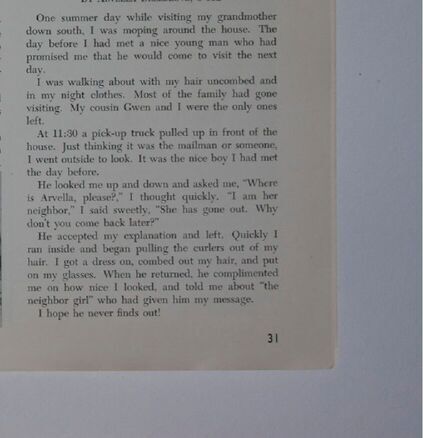 One summer day while visiting my grandmother
down south, I was moping around the house. The
day before I had met a nice young man who had
promised me that he would come to visit the next
day.
I was walking about with my hair uncombed and
in my night clothes. Most of the family had gone
visiting. My cousin Gwen and I were the only ones
left.
At 11:30 a pick-up truck pulled up in front of the
house. Just thinking it was the mailman or someone,
I went outside to look. It was the nice boy I had met
the day before.
He looked me up and down and asked me, "Where
is Arvella, please?," I thought quickly. "I am her
neighbor," I said sweetly, "She has gone out. Why
don't you come back later?"
He accepted my explanation and left. Quickly I
ran inside and began pulling the curlers out of my
hair. I got a dress on, combed out my hair, and put
on my glasses. When he returned, he complimented
me on how nice I looked, and told me about "the
neighbor girl" who had given him my message.
I hope he never finds out!
31